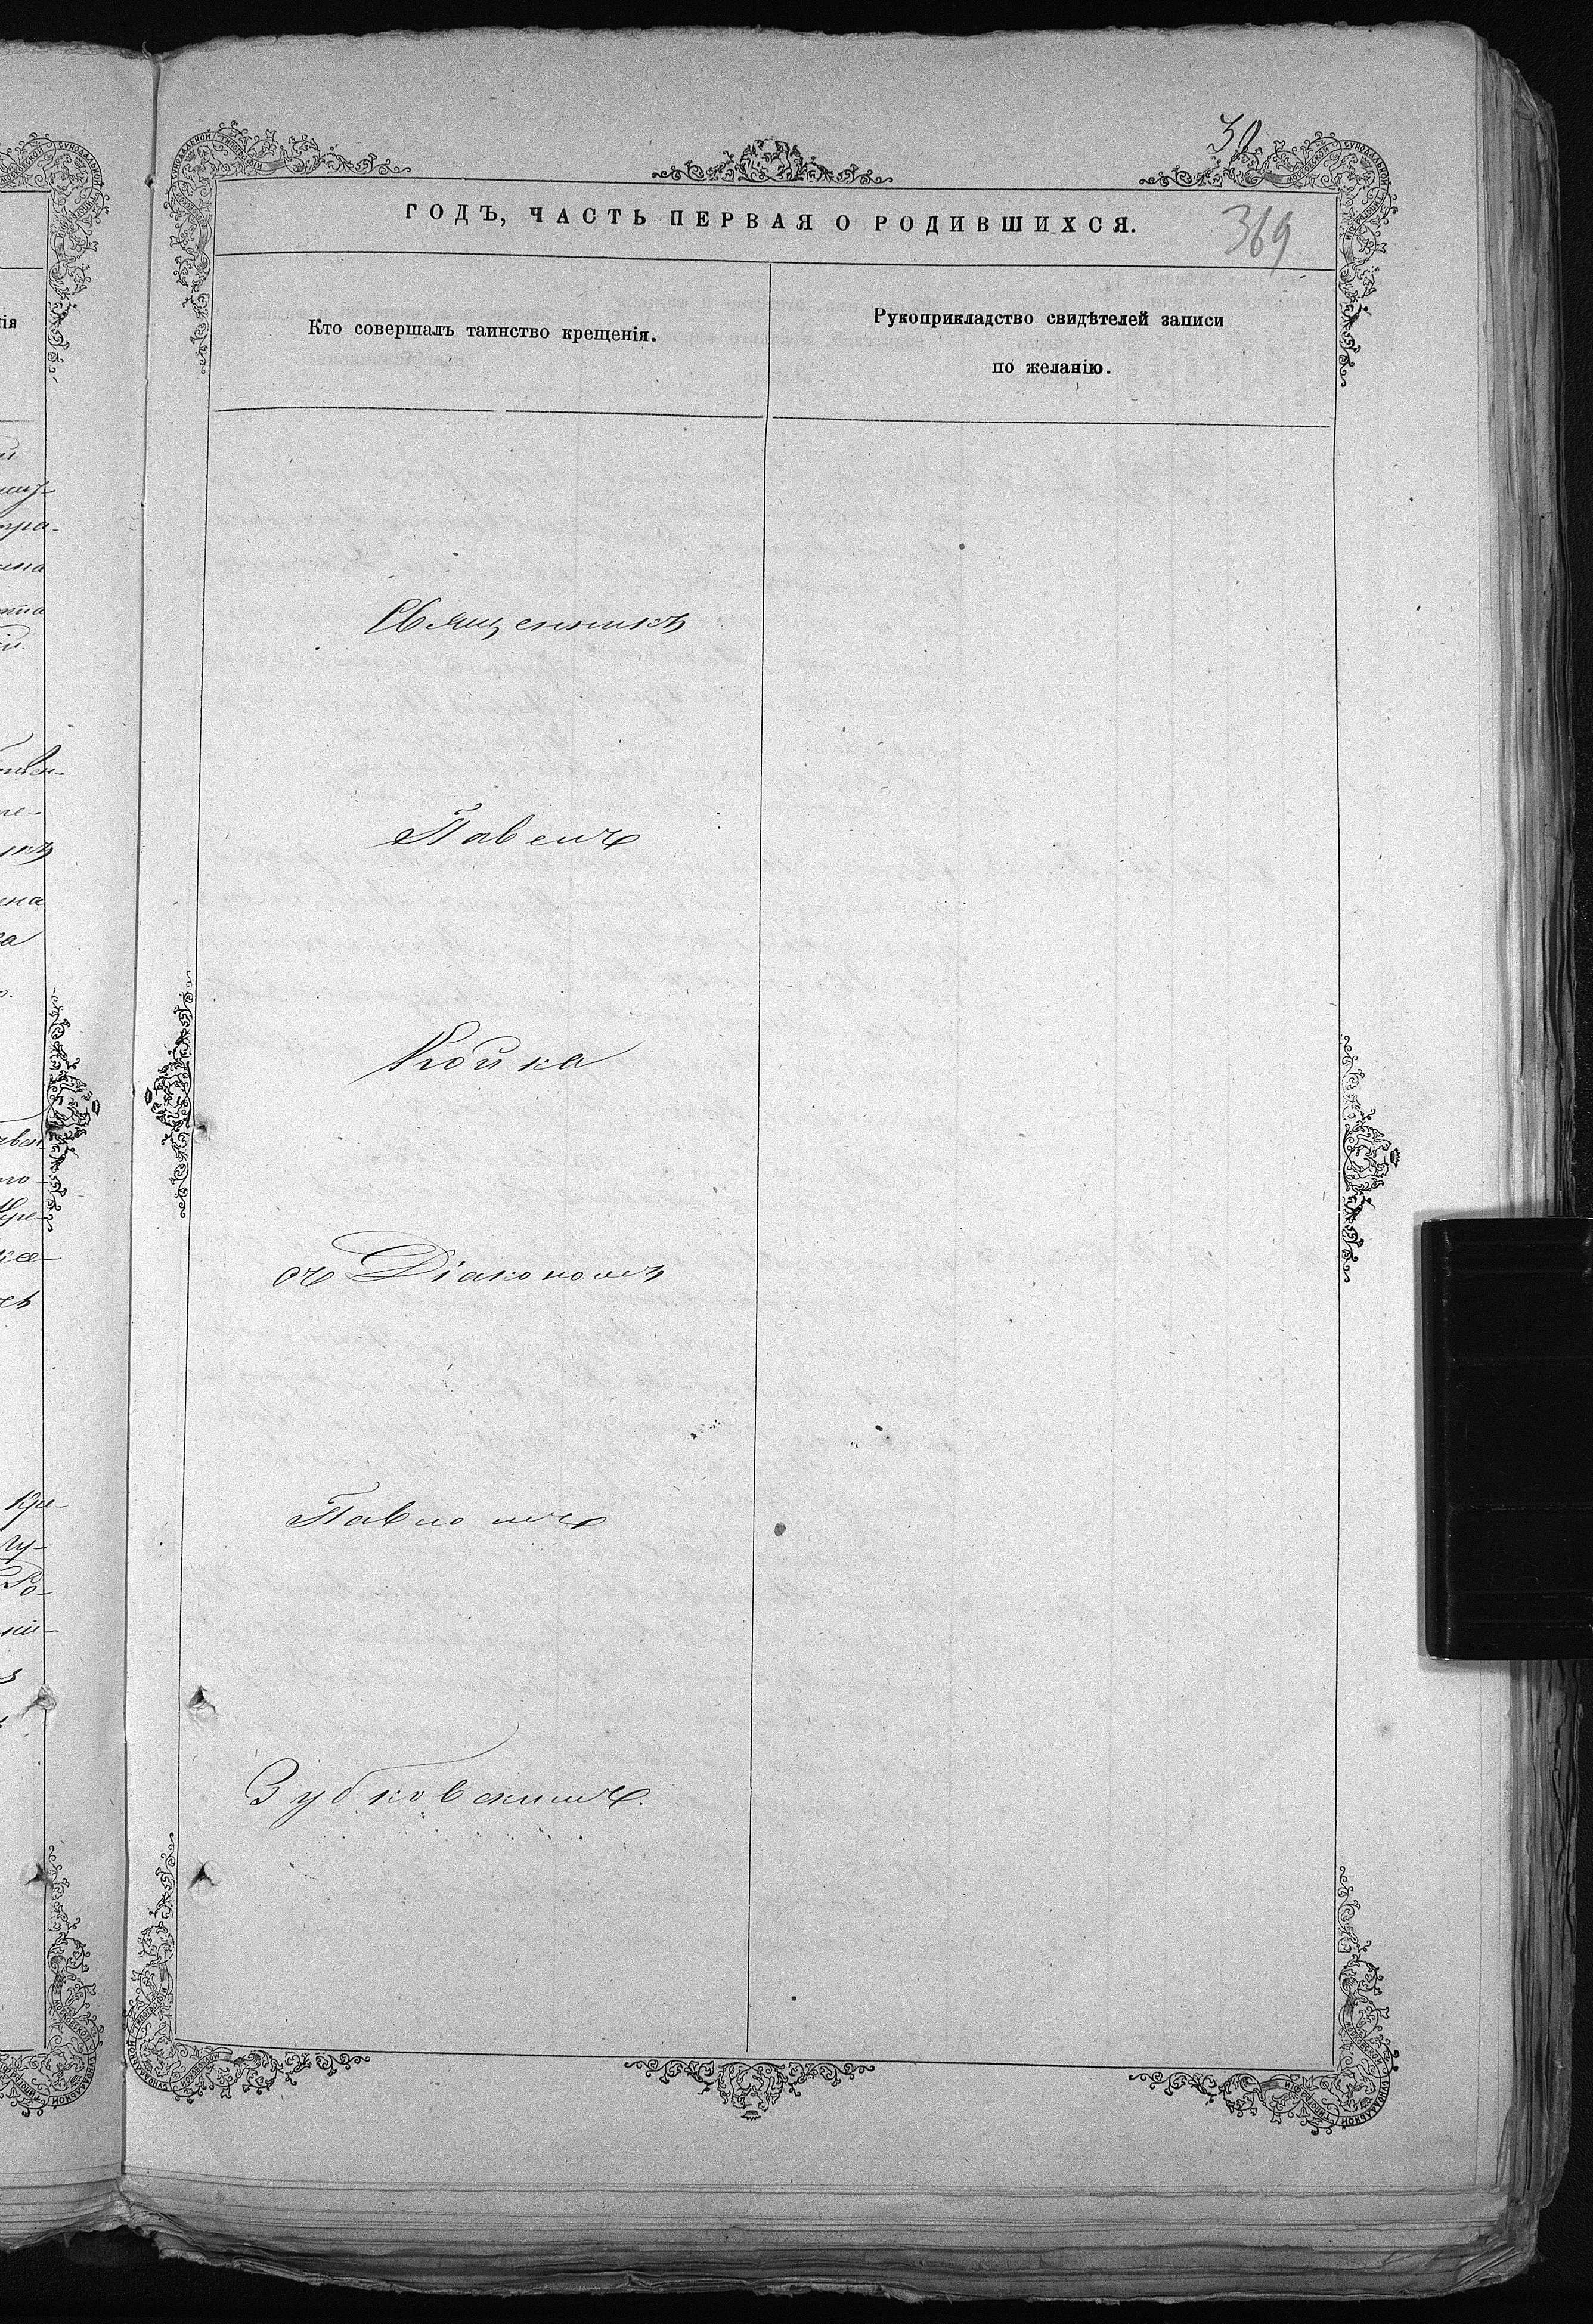 30
ГОДЪ, ЧАСТЬ ПЕРВАЯ О РОДИВШИХСЯ.
369
Кто совершалъ таинство крещенія.
Рукоприкладство свидѣтелей записи
по желанію.
Священникъ
Павелъ
Койка
съ Діакономъ
Павломъ
Зубковскимъ.